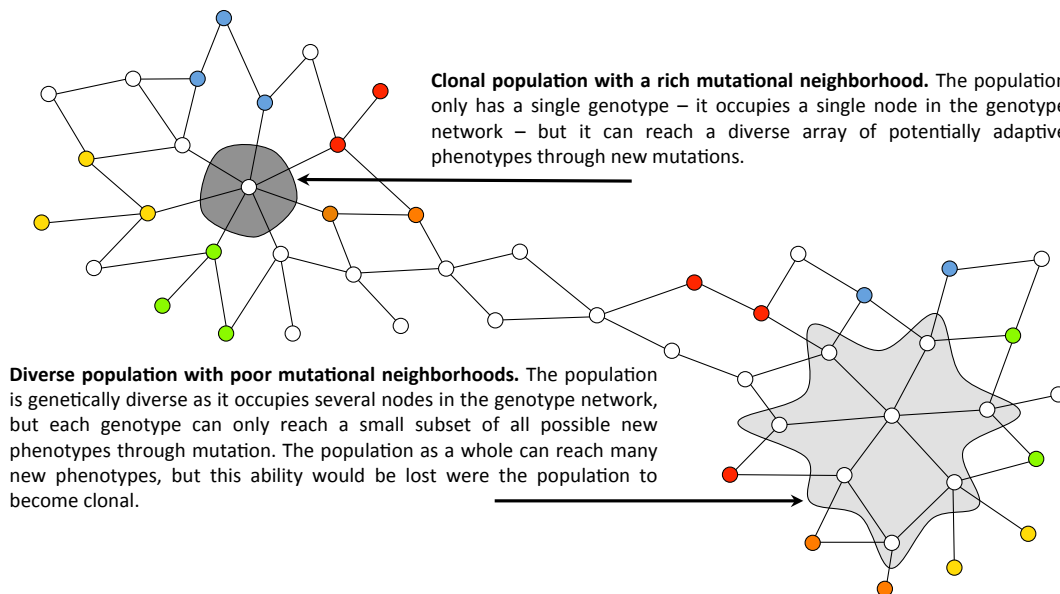 Clonal population with a rich mutational neighborhood. The population
only has a single genotype – it occupies a single node in the genotype
network – but it can reach a diverse array of potentially adaptive
phenotypes through new mutations.
Diverse population with poor mutational neighborhoods. The population
is genetically diverse as it occupies several nodes in the genotype network,
but each genotype can only reach a small subset of all possible new
phenotypes through mutation. The population as a whole can reach many
new phenotypes, but this ability would be lost were the population to
become clonal.